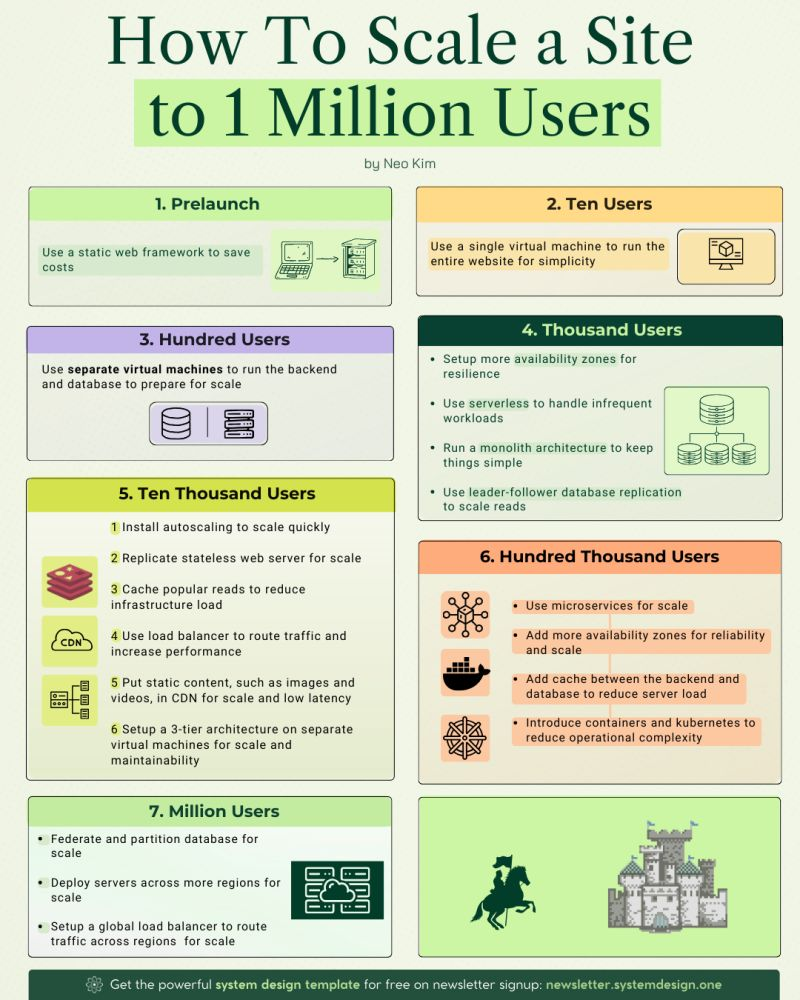 How To Scale a Site
to 1 Million Users
by Neo Kim
1. Prelaunch
Use a static web framework to save
costs
2. Ten Users
Use a single virtual machine to run the
entire website for simplicity
3. Hundred Users
Use separate virtual machines to run the backend
and database to prepare for scale
4. Thousand Users
• Setup more availability zones for
resilience
• Use serverless to handle infrequent
workloads
• Run a monolith architecture to keep
things simple
• Use leader-follower database replication
to scale reads
5. Ten Thousand Users
1 Install autoscaling to scale quickly
2 Replicate stateless web server for scale
3 Cache popular reads to reduce
infrastructure load
4 Use load balancer to route traffic and
increase performance
5 Put static content, such as images and
videos, in CDN for scale and low latency
6 Setup a 3-tier architecture on separate
virtual machines for scale and
maintainability
CDN
6. Hundred Thousand Users
• Use microservices for scale
• Add more availability zones for reliability
and scale
• Add cache between the backend and
database to reduce server load
• Introduce containers and kubernetes to
reduce operational complexity
7. Million Users
• Federate and partition database for
scale
• Deploy servers across more regions for
scale
• Setup a global load balancer to route
traffic across regions for scale
Get the powerful system design template for free on newsletter signup: newsletter.systemdesign.one